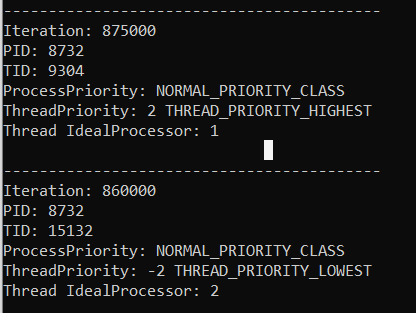 ------------------------------------------
Iteration: 875000
PID: 8732
TID: 9304
ProcessPriority: NORMAL_PRIORITY_CLASS
ThreadPriority: 2 THREAD_PRIORITY_HIGHEST
Thread IdealProcessor: 1
------------------------------------------
Iteration: 860000
PID: 8732
TID: 15132
ProcessPriority: NORMAL_PRIORITY_CLASS
ThreadPriority: -2 THREAD_PRIORITY_LOWEST
Thread IdealProcessor: 2